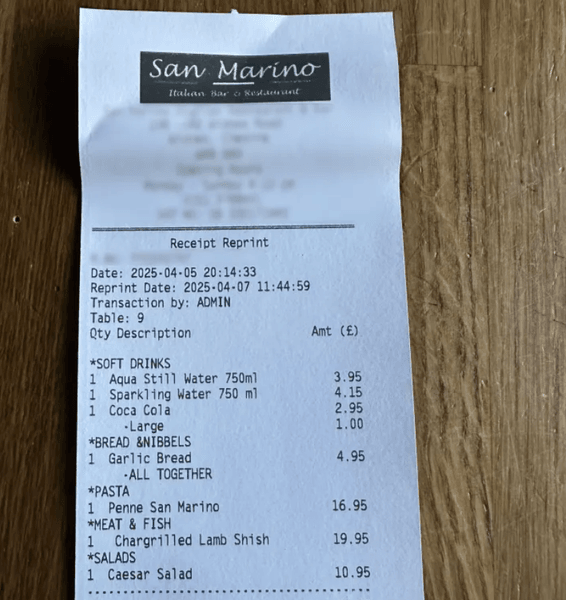 San Marino
Italian Bar & Restaurant
Receipt Reprint
Date: 2025-04-05 20:14:33
Reprint Date: 2025-04-07 11:44:59
Transaction by: ADMIN
Table: 9
Qty Description Amt (£)
*SOFT DRINKS
1 Aqua Still Water 750ml 3.95
1 Sparkling Water 750 ml 4.15
1 Coca Cola 2.95
-Large 1.00
*BREAD &NIBBELS
1 Garlic Bread 4.95
-ALL TOGETHER
*PASTA
1 Penne San Marino 16.95
*MEAT & FISH
1 Chargrilled Lamb Shish 19.95
*SALADS
1 Caesar Salad 10.95